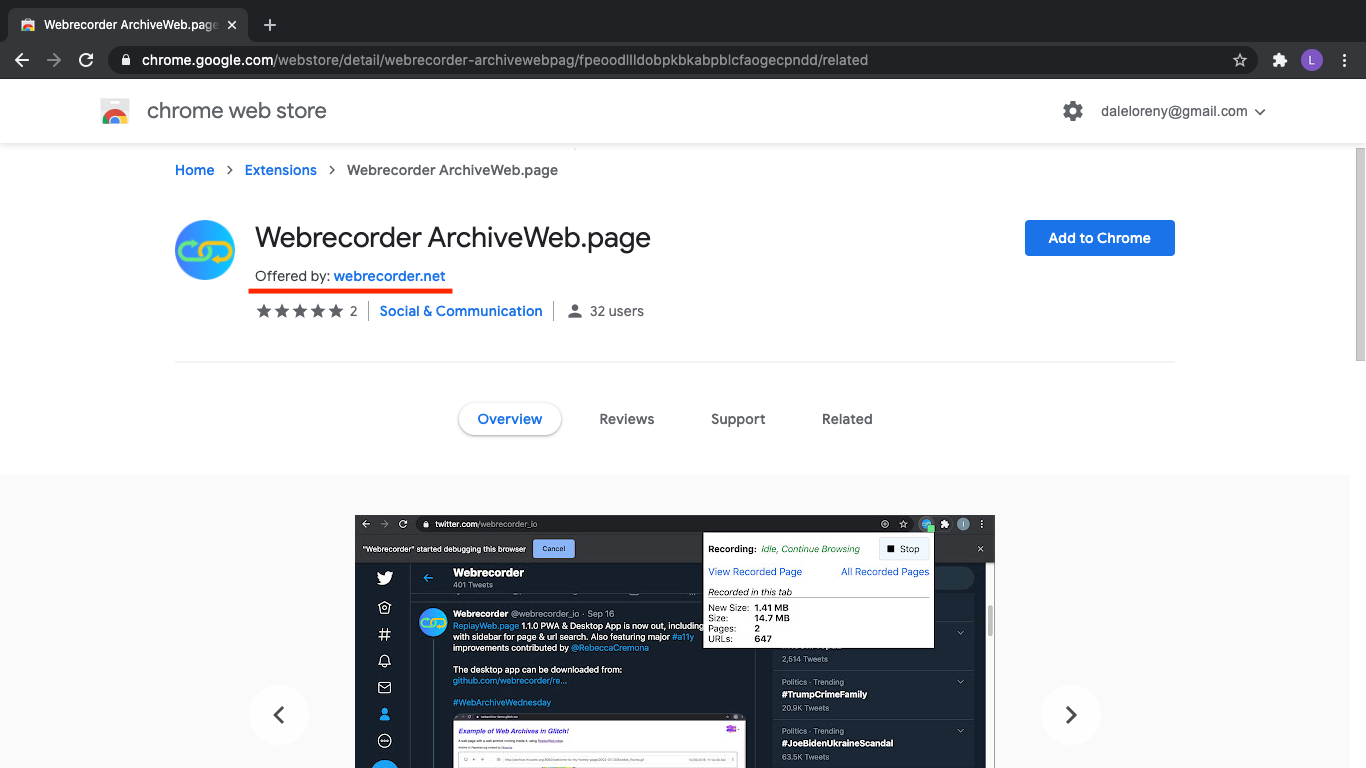 Webrecorder ArchiveWeb.page
chrome.google.com/webstore/detail/webrecorder-archivewebpag/fpeoodllldobpkbkabpblcfaogecpndd/related
L
chrome web store
daleloreny@gmail.com
Home > Extensions > Webrecorder ArchiveWeb.page
Webrecorder ArchiveWeb.page
Add to Chrome
Offered by: webrecorder.net
2
Social & Communication
32 users
Overview
Reviews
Support
Related
twitter.com/webrecorder_io
"Webrecorder" started debugging this browser
Cancel
Recording: Idle, Continue Browsing
Stop
View Recorded Page
All Recorded Pages
Recorded in this tab
New Size: 1.41 MB
Size: 14.7 MB
Pages: 2
URLs: 647
Webrecorder
401 Tweets
Webrecorder @webrecorder_io · Sep 16
ReplayWeb.page 1.1.0 PWA & Desktop App is now out, including
with sidebar for page & url search. Also featuring major #a11y
improvements contributed by @RebeccaCremona
The desktop app can be downloaded from:
github.com/webrecorder/re...
#WebArchiveWednesday
Example of Web Archives in Glitch!
2,514 Tweets
Politics · Trending
#TrumpCrimeFamily
20.9K Tweets
Politics · Trending
#JoeBidenUkraineScandal
63.5K Tweets